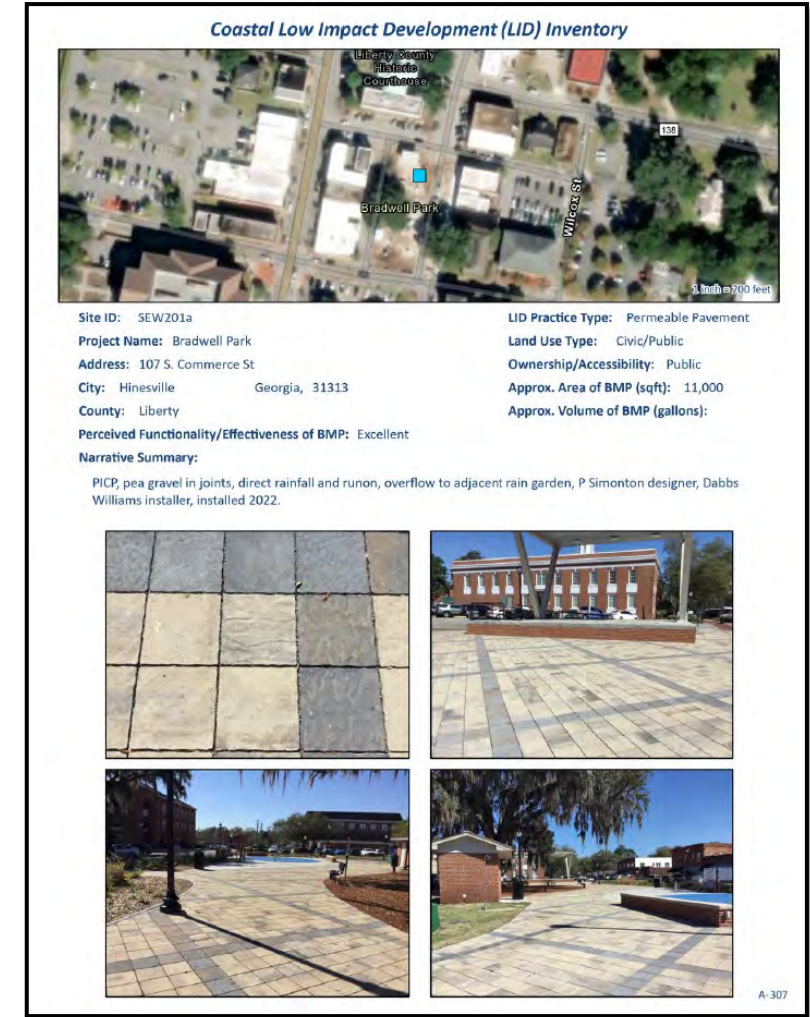 Coastal Low Impact Development (LID) Inventory
Liberty County
Historic
Courthouse
138
Bradwell Park
Wilcox St
1 inch = 200 feet
Site ID: SEW201a
LID Practice Type: Permeable Pavement
Project Name: Bradwell Park
Land Use Type: Civic/Public
Address: 107 S. Commerce St
Ownership/Accessibility: Public
City: Hinesville Georgia, 31313
Approx. Area of BMP (sqft): 11,000
County: Liberty
Approx. Volume of BMP (gallons):
Perceived Functionality/Effectiveness of BMP: Excellent
Narrative Summary:
PICP, pea gravel in joints, direct rainfall and runon, overflow to adjacent rain garden, P Simonton designer, Dabbs
Williams installer, installed 2022.
A-307